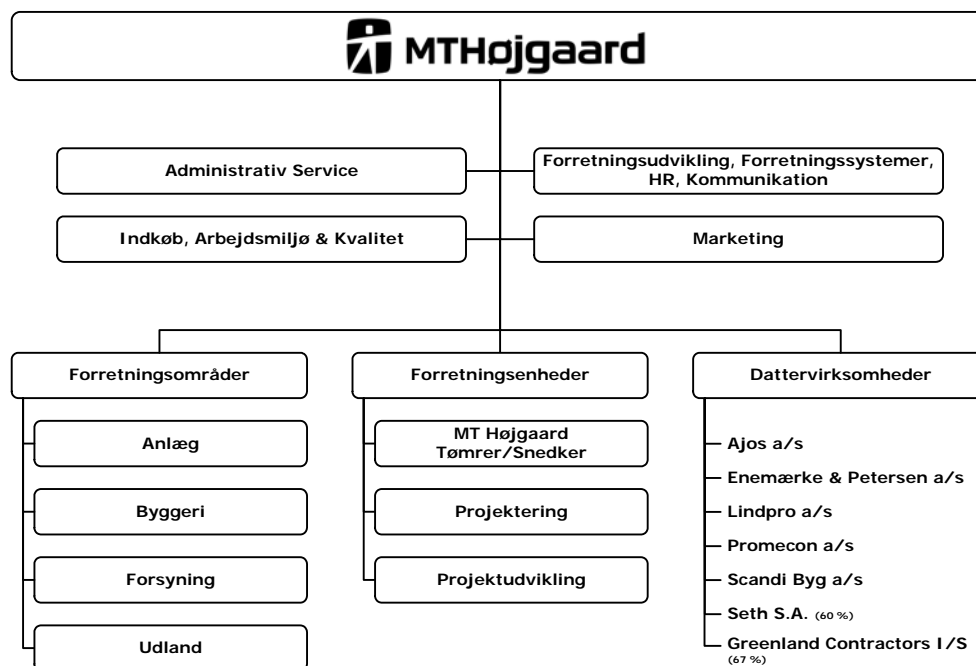 MTHøjgaard
Administrativ Service
Forretningsudvikling, Forretningssystemer,
HR, Kommunikation
Indkøb, Arbejdsmiljø & Kvalitet
Marketing
Forretningsområder
Anlæg
Byggeri
Forsyning
Udland
Forretningsenheder
MT Højgaard
Tømrer/Snedker
Projektering
Projektudvikling
Dattervirksomheder
Ajos a/s
Enemærke & Petersen a/s
Lindpro a/s
Promecon a/s
Scandi Byg a/s
Seth S.A. (60 %)
Greenland Contractors I/S
(67 %)